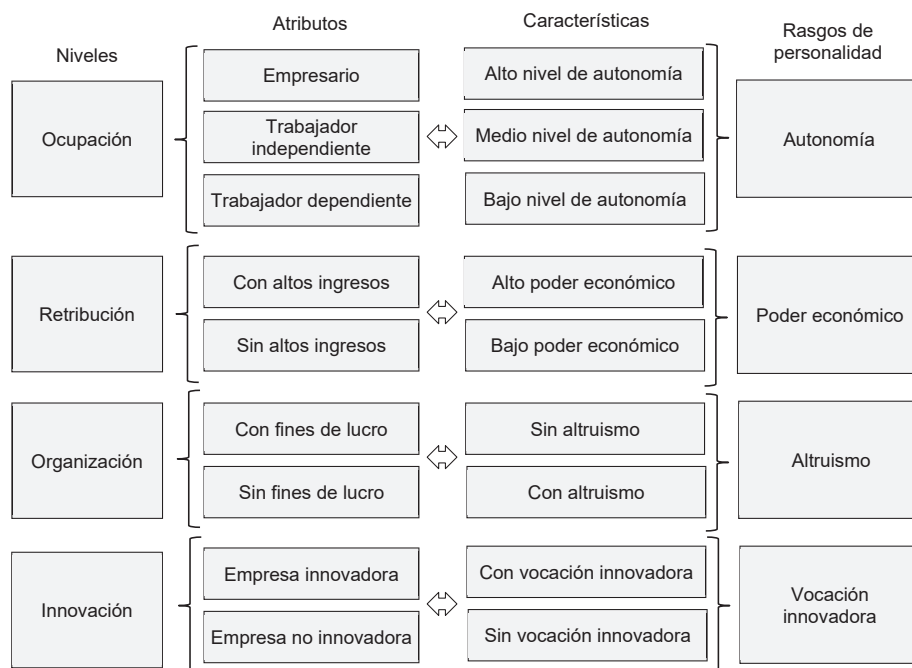 Niveles
Atributos
Características
Rasgos de
personalidad
Ocupación
Empresario
Trabajador
independiente
Trabajador dependiente
Alto nivel de autonomía
Medio nivel de autonomía
Bajo nivel de autonomía
Autonomía
Retribución
Con altos ingresos
Sin altos ingresos
Alto poder económico
Bajo poder económico
Poder económico
Organización
Con fines de lucro
Sin fines de lucro
Sin altruismo
Con altruismo
Altruismo
Innovación
Empresa innovadora
Empresa no innovadora
Con vocación innovadora
Sin vocación innovadora
Vocación
innovadora